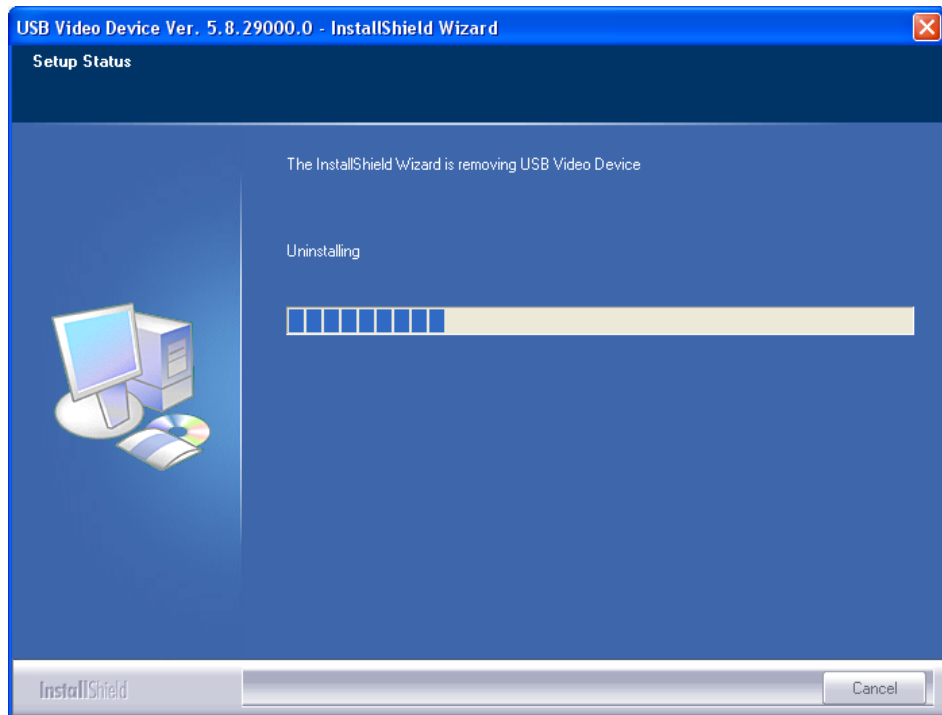 USB Video Device Ver. 5.8.29000.0 - InstallShield Wizard
Setup Status
The InstallShield Wizard is removing USB Video Device
Uninstalling
InstallShield
Cancel